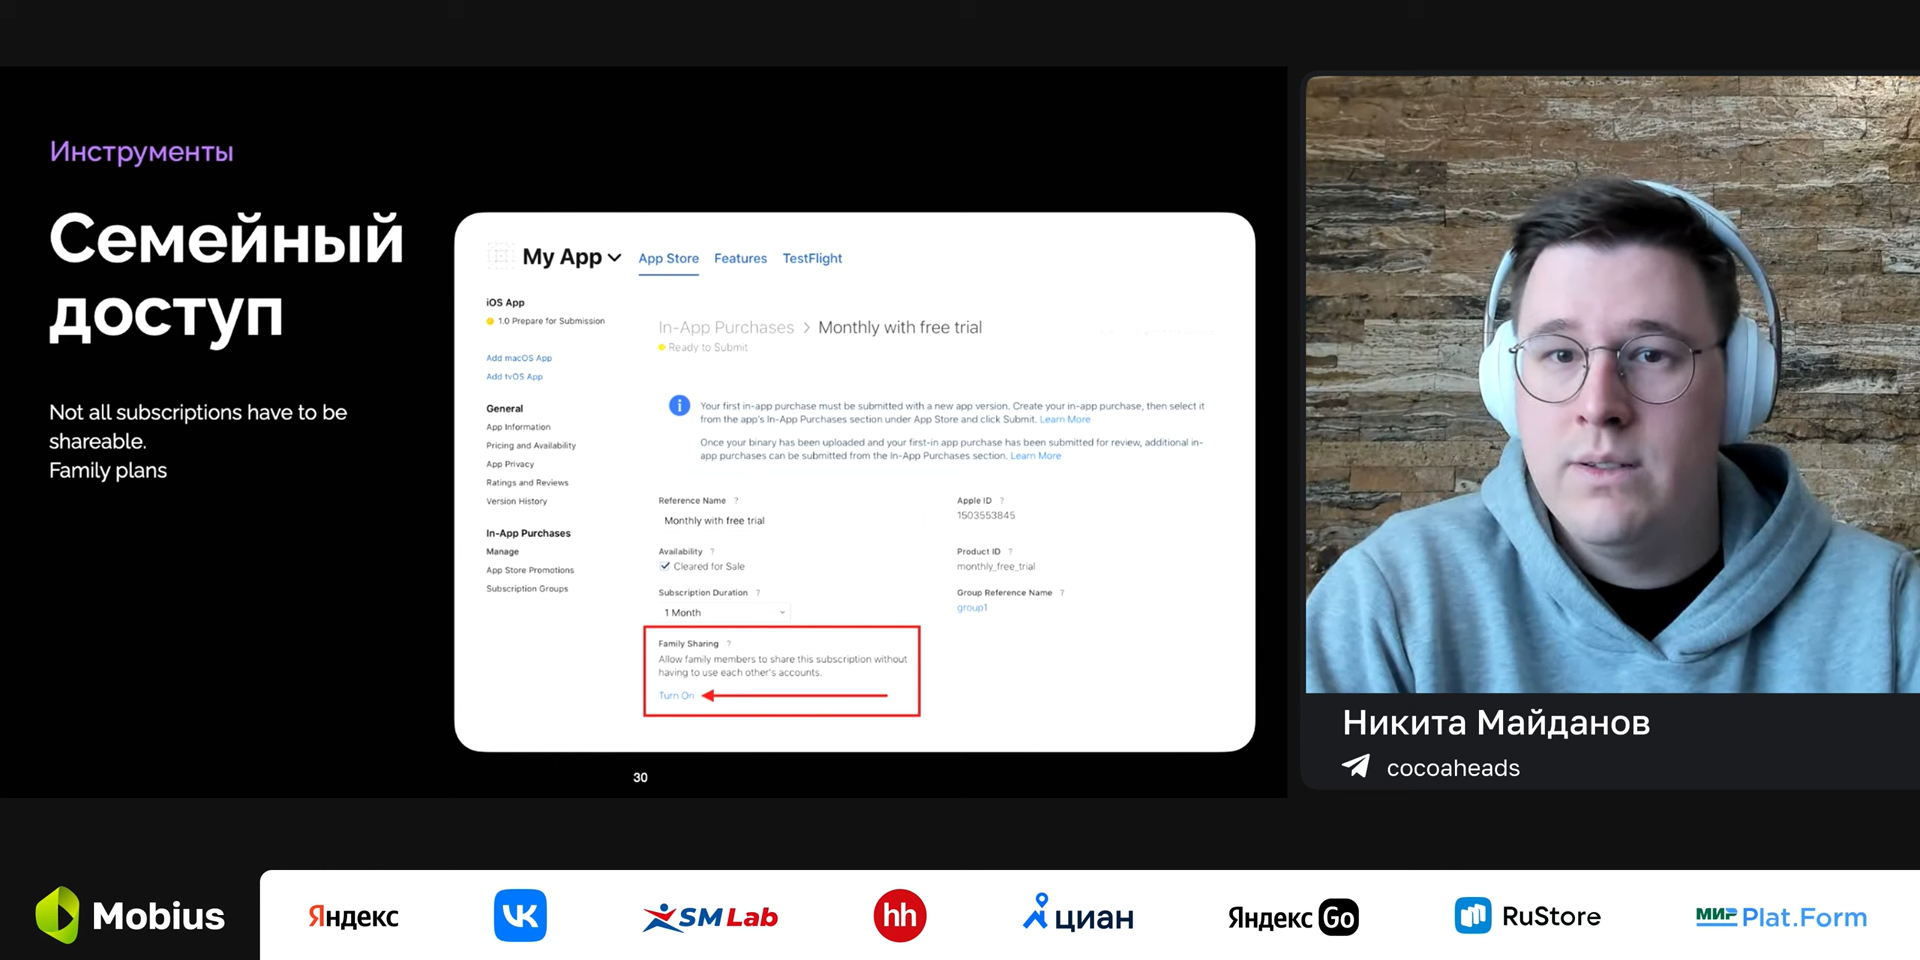 Инструменты
Семейный
доступ
Not all subscriptions have to be
shareable.
Family plans
My App
App Store
Features
TestFlight
iOS App
1.0 Prepare for Submission
Add macOS App
Add tvOS App
General
App Information
Pricing and Availability
App Privacy
Ratings and Reviews
Version History
In-App Purchases
Manage
App Store Promotions
Subscription Groups
In-App Purchases > Monthly with free trial
Ready to Submit
Your first in-app purchase must be submitted with a new app version. Create your in-app purchase, then select it
from the app's In-App Purchases section under App Store and click Submit. Learn More
Once your binary has been uploaded and your first-in app purchase has been submitted for review, additional in-
app purchases can be submitted from the In-App Purchases section. Learn More
Reference Name ?
Monthly with free trial
Apple ID ?
1503553845
Availability ?
Cleared for Sale
Product ID ?
monthly_free_trial
Subscription Duration ?
1 Month
Group Reference Name ?
group1
Family Sharing ?
Allow family members to share this subscription without
having to use each other's accounts.
Turn On
30
Никита Майданов
cocoaheads
Mobius
Яндекс
VK
SM Lab
hh
циан
Яндекс Go
RuStore
МИР Plat.Form